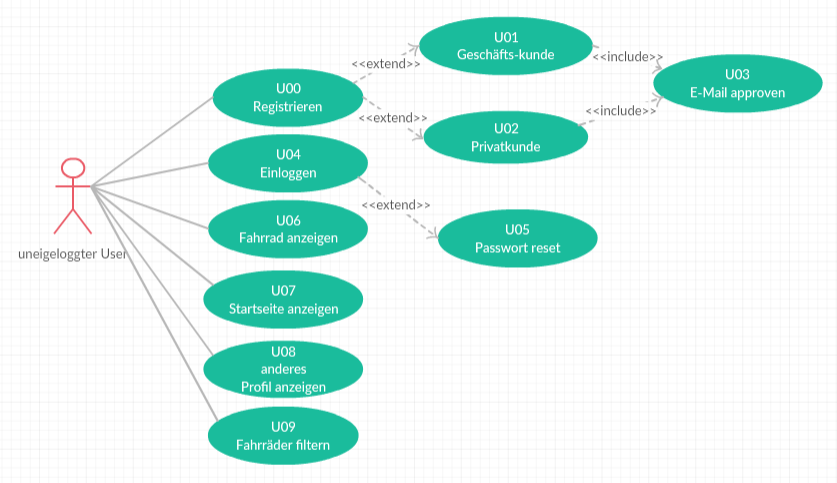 U01
Geschäfts-kunde
<<extend>>
<<include>>
U03
E-Mail approven
U00
Registrieren
<<extend>>
<<include>>
U02
Privatkunde
U04
Einloggen
<<extend>>
U06
Fahrrad anzeigen
U05
Passwort reset
uneigeloggter User
U07
Startseite anzeigen
U08
anderes
Profil anzeigen
U09
Fahrräder filtern